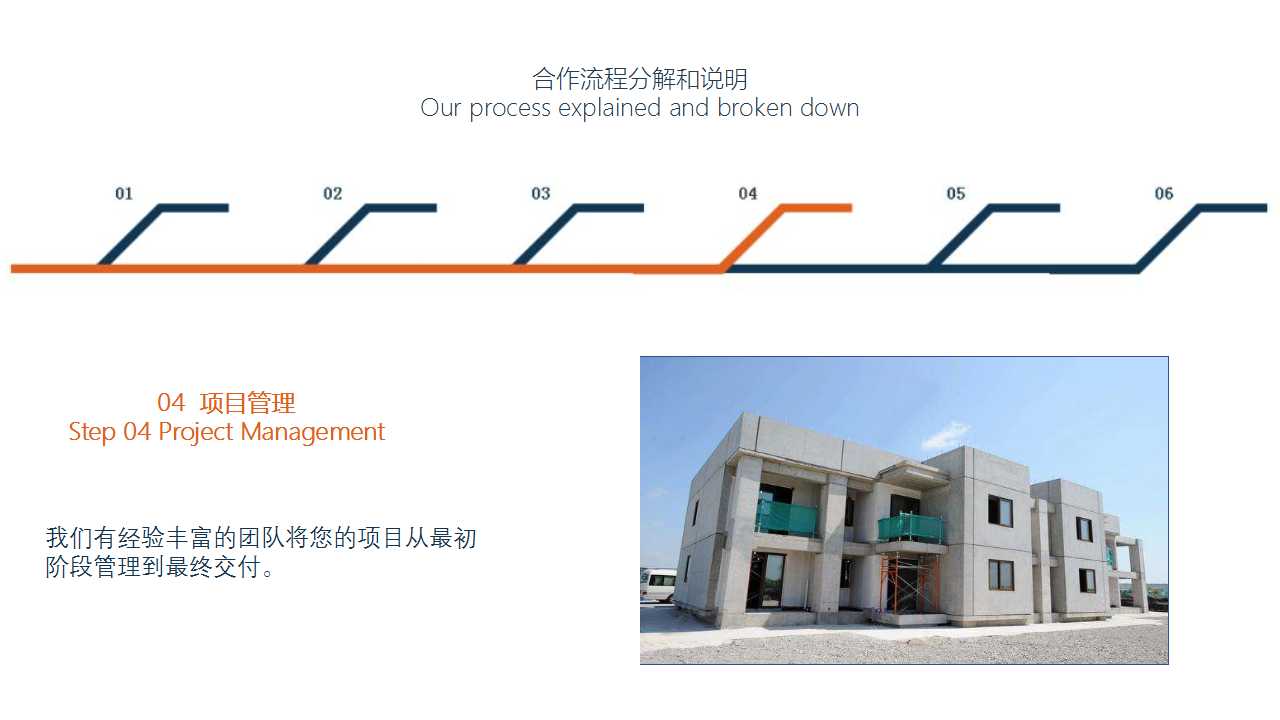 合作流程分解和说明
Our process explained and broken down
01 02 03 04 05 06
04 项目管理
Step 04 Project Management
我们有经验丰富的团队将您的项目从最初
阶段管理到最终交付。